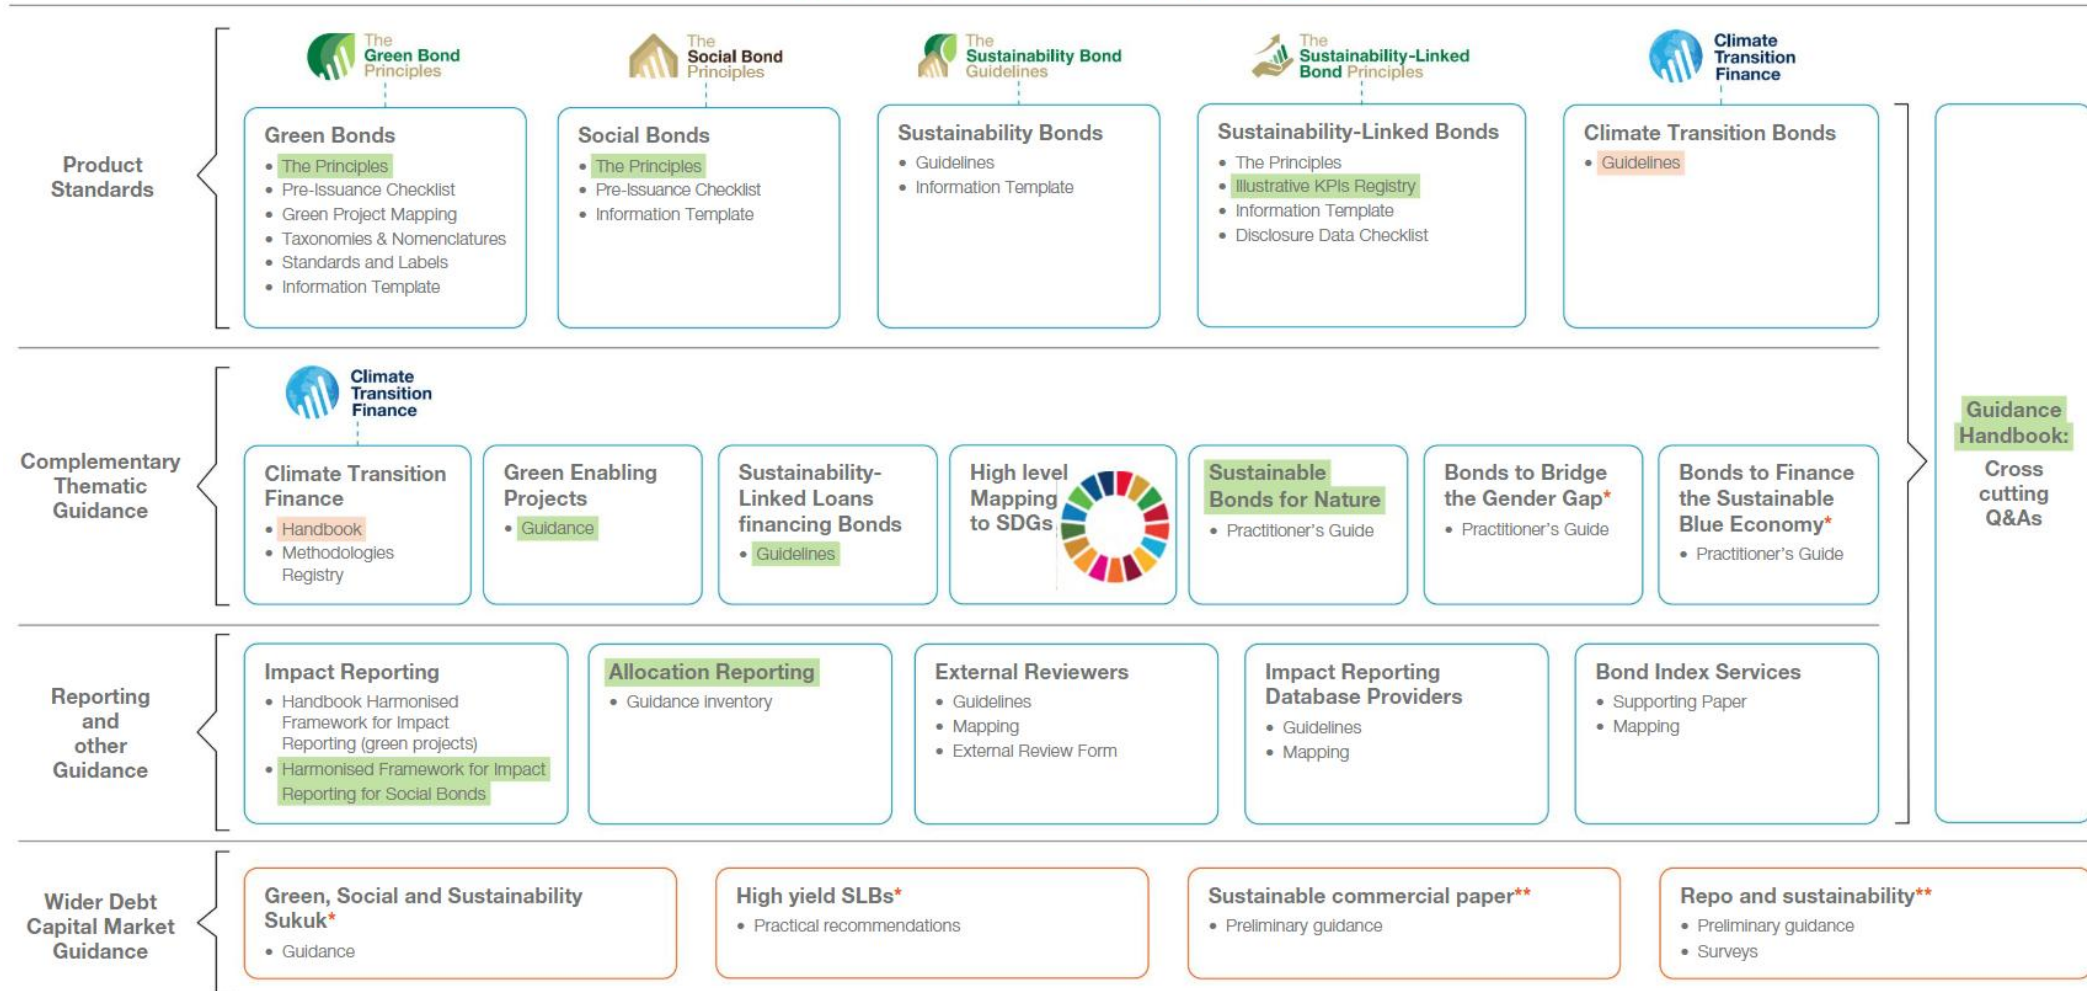 The
Green Bond
Principles
The
Social Bond
Principles
The
Sustainability Bond
Guidelines
The
Sustainability-Linked
Bond Principles
Climate
Transition
Finance
Product
Standards
Green Bonds
• The Principles
• Pre-Issuance Checklist
• Green Project Mapping
• Taxonomies & Nomenclatures
• Standards and Labels
• Information Template
Social Bonds
• The Principles
• Pre-Issuance Checklist
• Information Template
Sustainability Bonds
• Guidelines
• Information Template
Sustainability-Linked Bonds
• The Principles
• Illustrative KPIs Registry
• Information Template
• Disclosure Data Checklist
Climate Transition Bonds
• Guidelines
Climate
Transition
Finance
Complementary
Thematic
Guidance
Climate Transition
Finance
• Handbook
• Methodologies
Registry
Green Enabling
Projects
• Guidance
Sustainability-
Linked Loans
financing Bonds
• Guidelines
High level
Mapping
to SDGs
Sustainable
Bonds for Nature
• Practitioner's Guide
Bonds to Bridge
the Gender Gap*
• Practitioner's Guide
Bonds to Finance
the Sustainable
Blue Economy*
• Practitioner's Guide
Guidance
Handbook:
Cross
cutting
Q&As
Reporting
and
other
Guidance
Impact Reporting
• Handbook Harmonised
Framework for Impact
Reporting (green projects)
• Harmonised Framework for Impact
Reporting for Social Bonds
Allocation Reporting
• Guidance inventory
External Reviewers
• Guidelines
• Mapping
• External Review Form
Impact Reporting
Database Providers
• Guidelines
• Mapping
Bond Index Services
• Supporting Paper
• Mapping
Wider Debt
Capital Market
Guidance
Green, Social and Sustainability
Sukuk*
• Guidance
High yield SLBs*
• Practical recommendations
Sustainable commercial paper**
• Preliminary guidance
Repo and sustainability**
• Preliminary guidance
• Surveys